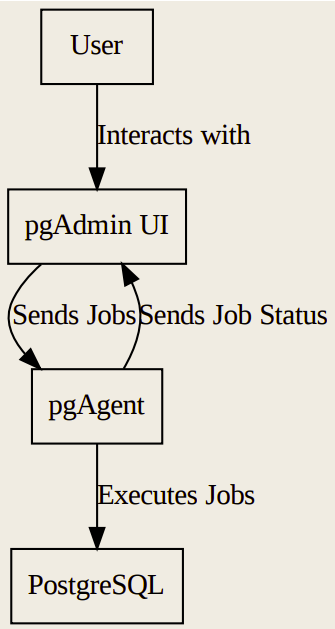 User
Interacts with
pgAdmin UI
Sends Jobs
Sends Job Status
pgAgent
Executes Jobs
PostgreSQL